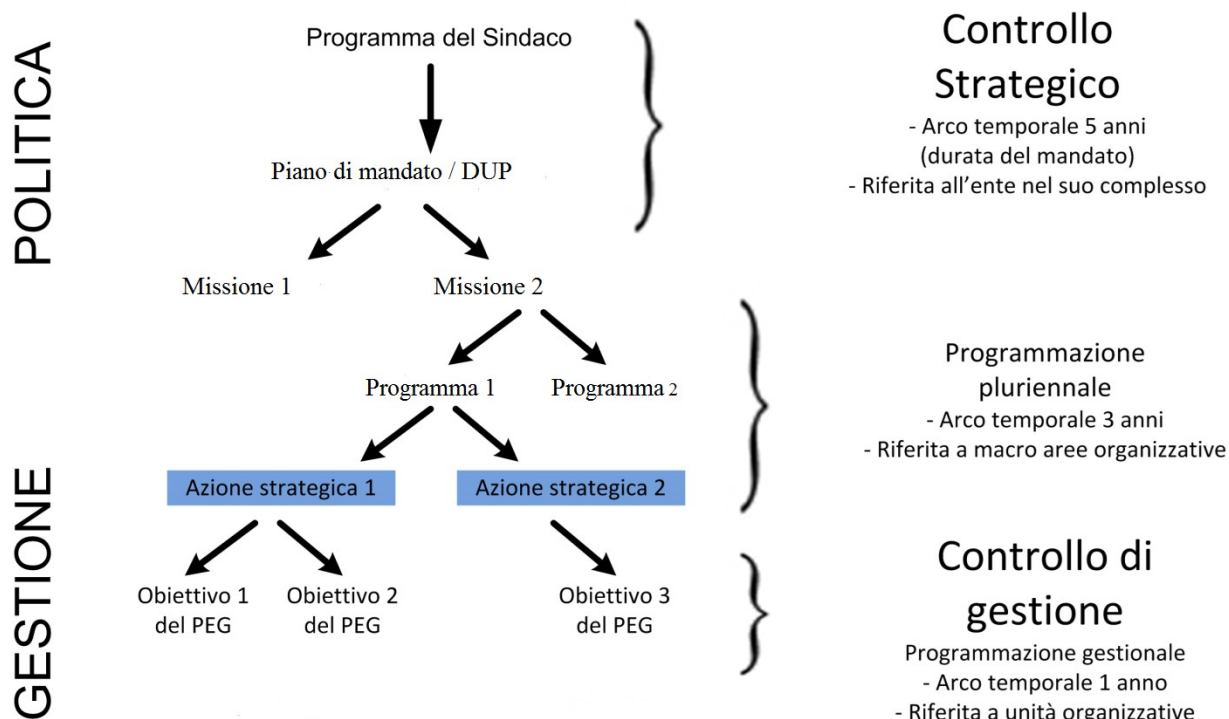 POLITICA
Programma del Sindaco
Piano di mandato / DUP
Missione 1
Missione 2
Controllo
Strategico
- Arco temporale 5 anni
(durata del mandato)
- Riferita all’ente nel suo complesso
Programma 1
Programma 2
Programmazione
pluriennale
- Arco temporale 3 anni
- Riferita a macro aree organizzative
GESTIONE
Azione strategica 1
Azione strategica 2
Obiettivo 1
del PEG
Obiettivo 2
del PEG
Obiettivo 3
del PEG
Controllo di
gestione
Programmazione gestionale
- Arco temporale 1 anno
- Riferita a unità organizzative